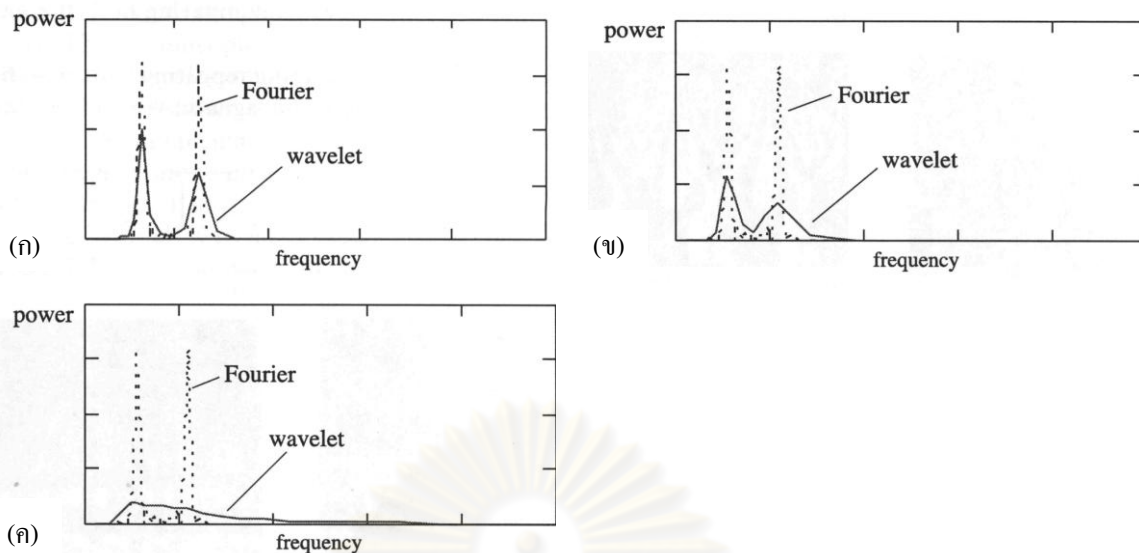 power
Fourier
wavelet
(ก)
frequency
power
Fourier
wavelet
(ข)
frequency
power
Fourier
wavelet
(ค)
frequency